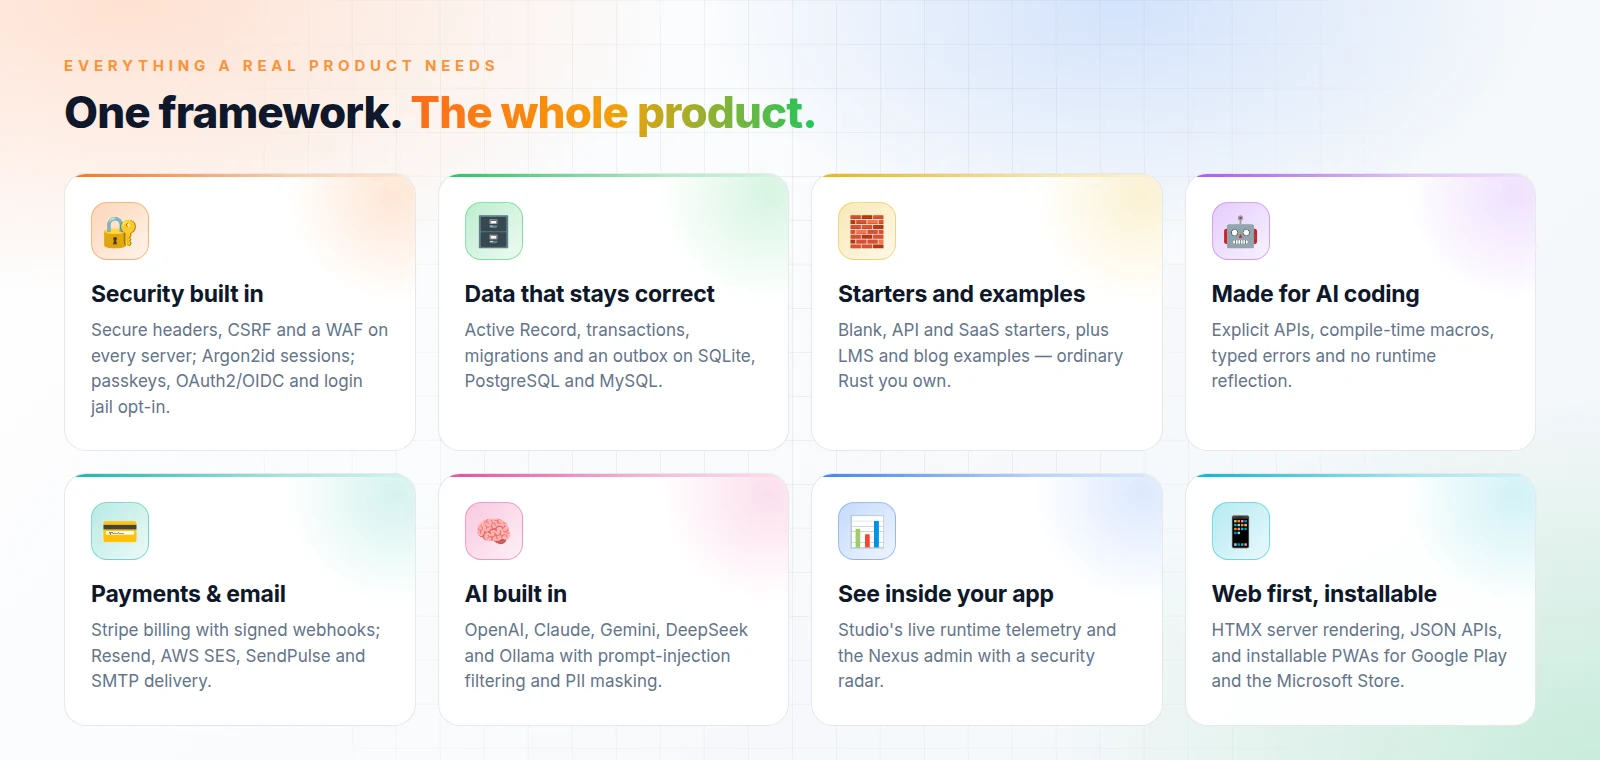 EVERYTHING A REAL PRODUCT NEEDS
One framework. The whole product.
Security built in
Secure headers, CSRF and a WAF on
every server; Argon2id sessions;
passkeys, OAuth2/OIDC and login
jail opt-in.
Data that stays correct
Active Record, transactions,
migrations and an outbox on SQLite,
PostgreSQL and MySQL.
Starters and examples
Blank, API and SaaS starters, plus
LMS and blog examples — ordinary
Rust you own.
Made for AI coding
Explicit APIs, compile-time macros,
typed errors and no runtime
reflection.
Payments & email
Stripe billing with signed webhooks;
Resend, AWS SES, SendPulse and
SMTP delivery.
AI built in
OpenAI, Claude, Gemini, DeepSeek
and Ollama with prompt-injection
filtering and PII masking.
See inside your app
Studio's live runtime telemetry and
the Nexus admin with a security
radar.
Web first, installable
HTMX server rendering, JSON APIs,
and installable PWAs for Google Play
and the Microsoft Store.